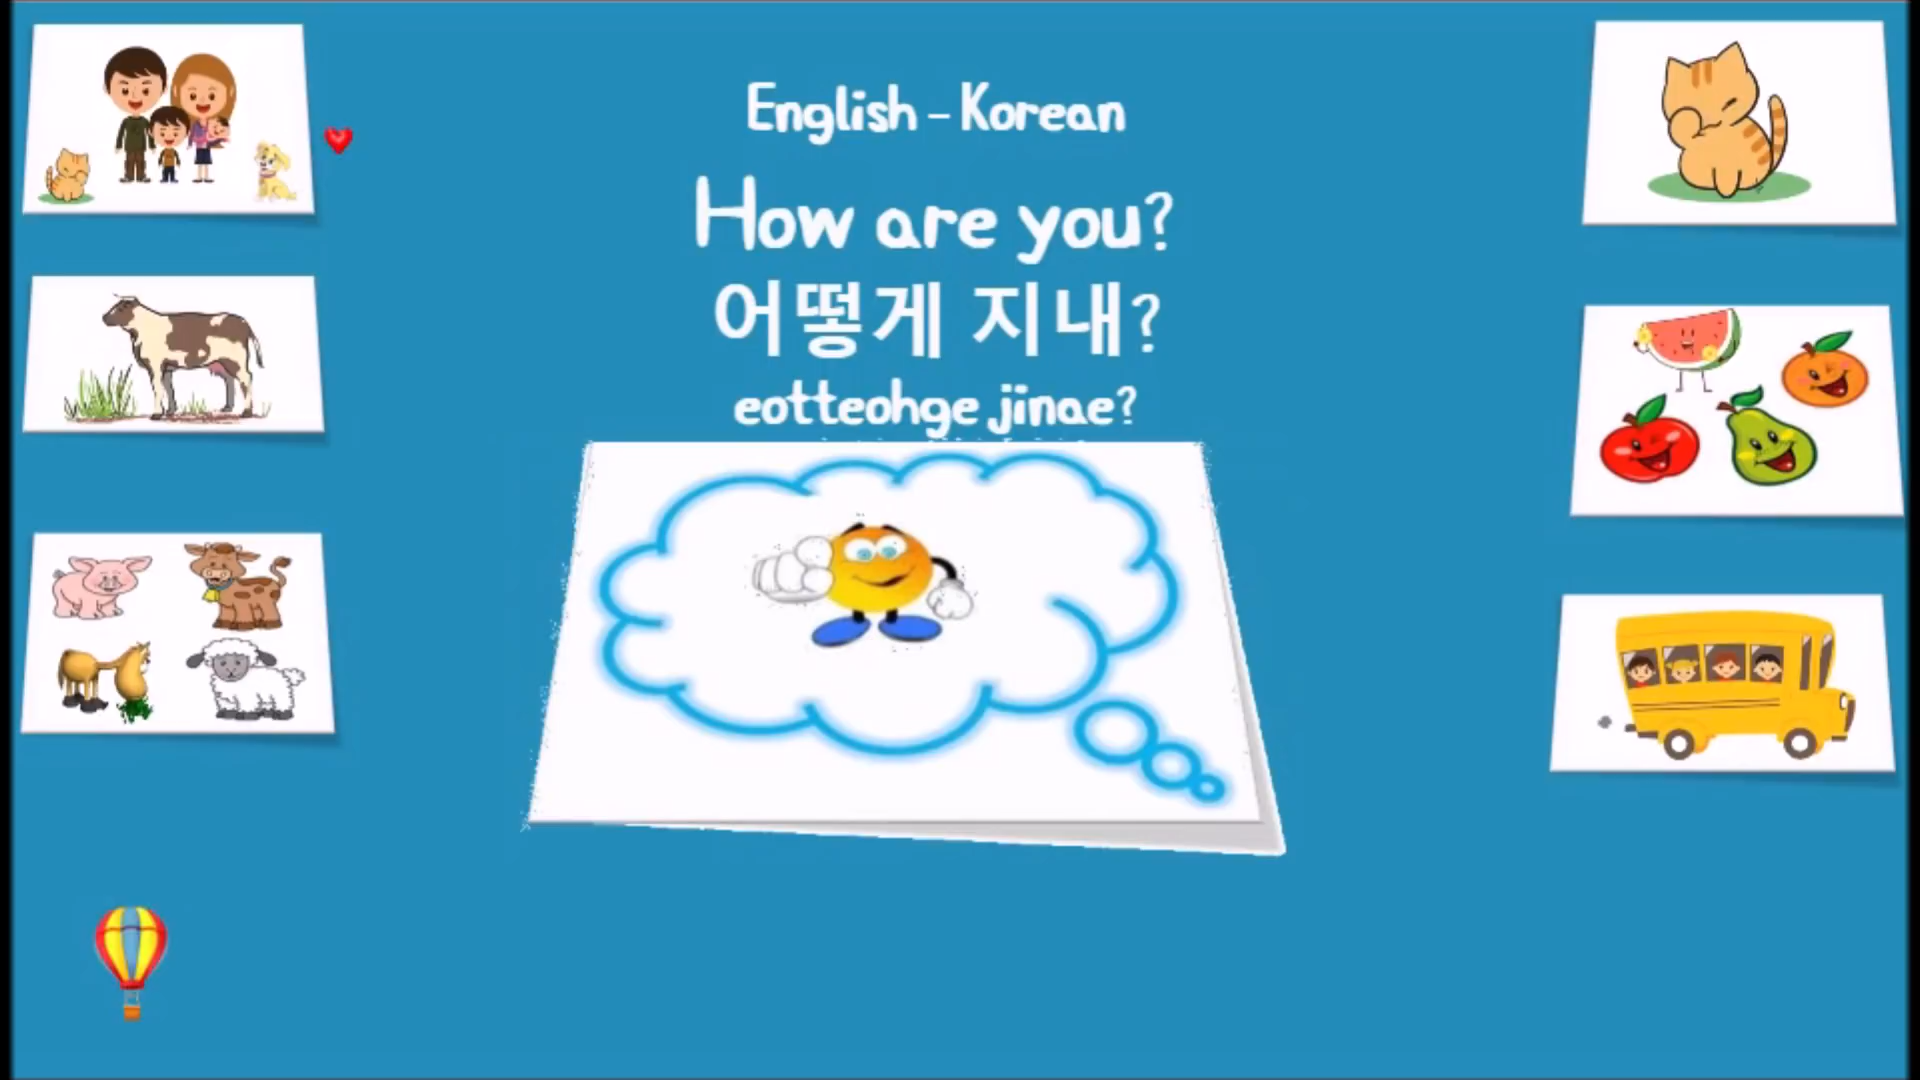 English - Korean
How are you?
어떻게 지내?
eotteohge jinae?